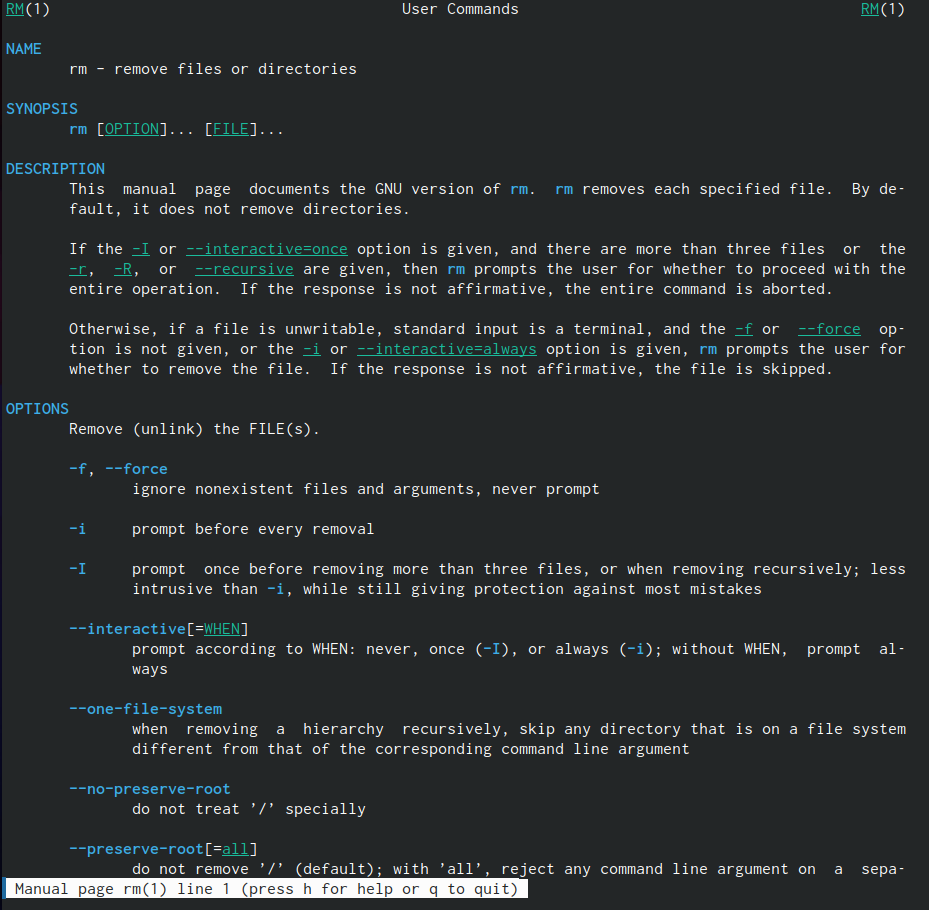 RM(1) User Commands RM(1)
NAME
rm - remove files or directories
SYNOPSIS
rm [OPTION]... [FILE]...
DESCRIPTION
This manual page documents the GNU version of rm. rm removes each specified file. By de-
fault, it does not remove directories.
If the -I or --interactive=once option is given, and there are more than three files or the
-r, -R, or --recursive are given, then rm prompts the user for whether to proceed with the
entire operation. If the response is not affirmative, the entire command is aborted.
Otherwise, if a file is unwritable, standard input is a terminal, and the -f or --force op-
tion is not given, or the -i or --interactive=always option is given, rm prompts the user for
whether to remove the file. If the response is not affirmative, the file is skipped.
OPTIONS
Remove (unlink) the FILE(s).
-f, --force
ignore nonexistent files and arguments, never prompt
-i prompt before every removal
-I prompt once before removing more than three files, or when removing recursively; less
intrusive than -i, while still giving protection against most mistakes
--interactive[=WHEN]
prompt according to WHEN: never, once (-I), or always (-i); without WHEN, prompt al-
ways
--one-file-system
when removing a hierarchy recursively, skip any directory that is on a file system
different from that of the corresponding command line argument
--no-preserve-root
do not treat ’/’ specially
--preserve-root[=all]
do not remove ’/’ (default); with ’all’, reject any command line argument on a sepa-
Manual page rm(1) line 1 (press h for help or q to quit)